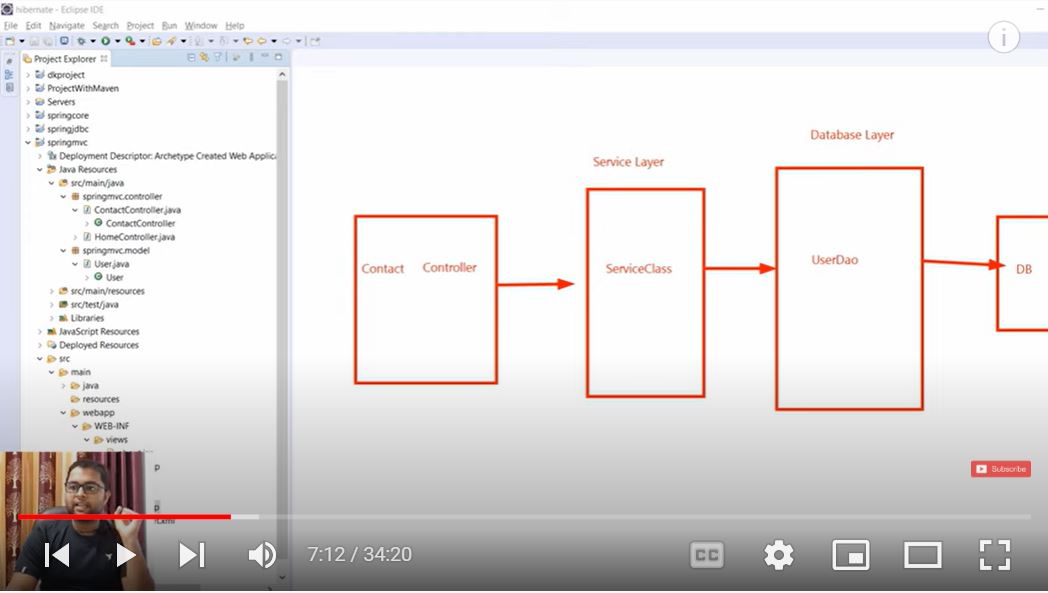 hibernate - Eclipse IDE
File Edit Navigate Search Project Run Window Help
Project Explorer
dkproject
ProjectWithMaven
Servers
springcore
springjdbc
springmvc
Deployment Descriptor: Archetype Created Web Applica
Java Resources
src/main/java
springmvc.controller
ContactController.java
ContactController
HomeController.java
springmvc.model
User.java
User
src/main/resources
src/test/java
Libraries
JavaScript Resources
Deployed Resources
src
main
java
resources
webapp
WEB-INF
views
p
p
Database Layer
Service Layer
Contact Controller
ServiceClass
UserDao
DB
Subscribe
7:12 / 34:20
CC